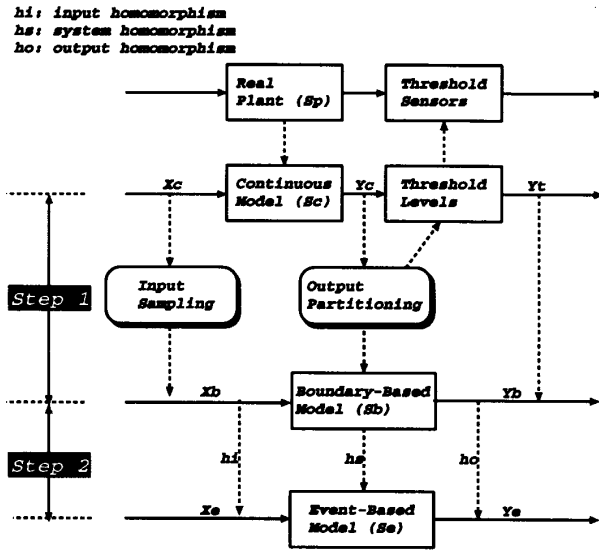 hi: input homomorphism
hs: system homomorphism
ho: output homomorphism
Real
Plant (Sp)
Threshold
Sensors
Xc
Continuous
Model (Sc)
Yc
Threshold
Levels
Yt
Step 1
Input
Sampling
Output
Partitioning
Xb
Boundary-Based
Model (Sb)
Yb
Step 2
hi
hs
ho
Xe
Event-Based
Model (Se)
Ye